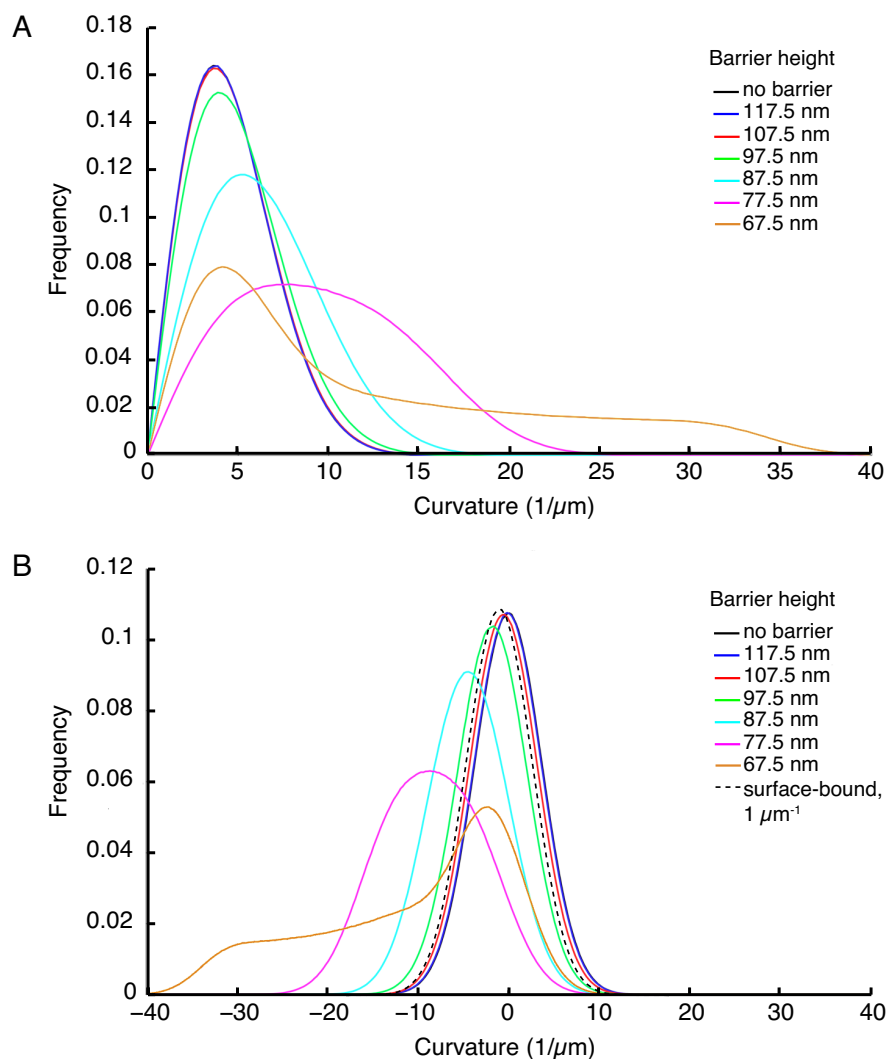 A
0.18
0.16
0.14
0.12
0.1
0.08
0.06
0.04
0.02
0
Frequency
0 5 10 15 20 25 30 35 40
Curvature (1/µm)
Barrier height
no barrier
117.5 nm
107.5 nm
97.5 nm
87.5 nm
77.5 nm
67.5 nm
B
0.12
0.1
0.08
0.06
0.04
0.02
0
Frequency
−40 −30 −20 −10 0 10 20 30 40
Curvature (1/µm)
Barrier height
no barrier
117.5 nm
107.5 nm
97.5 nm
87.5 nm
77.5 nm
67.5 nm
surface-bound,
1 µm⁻¹